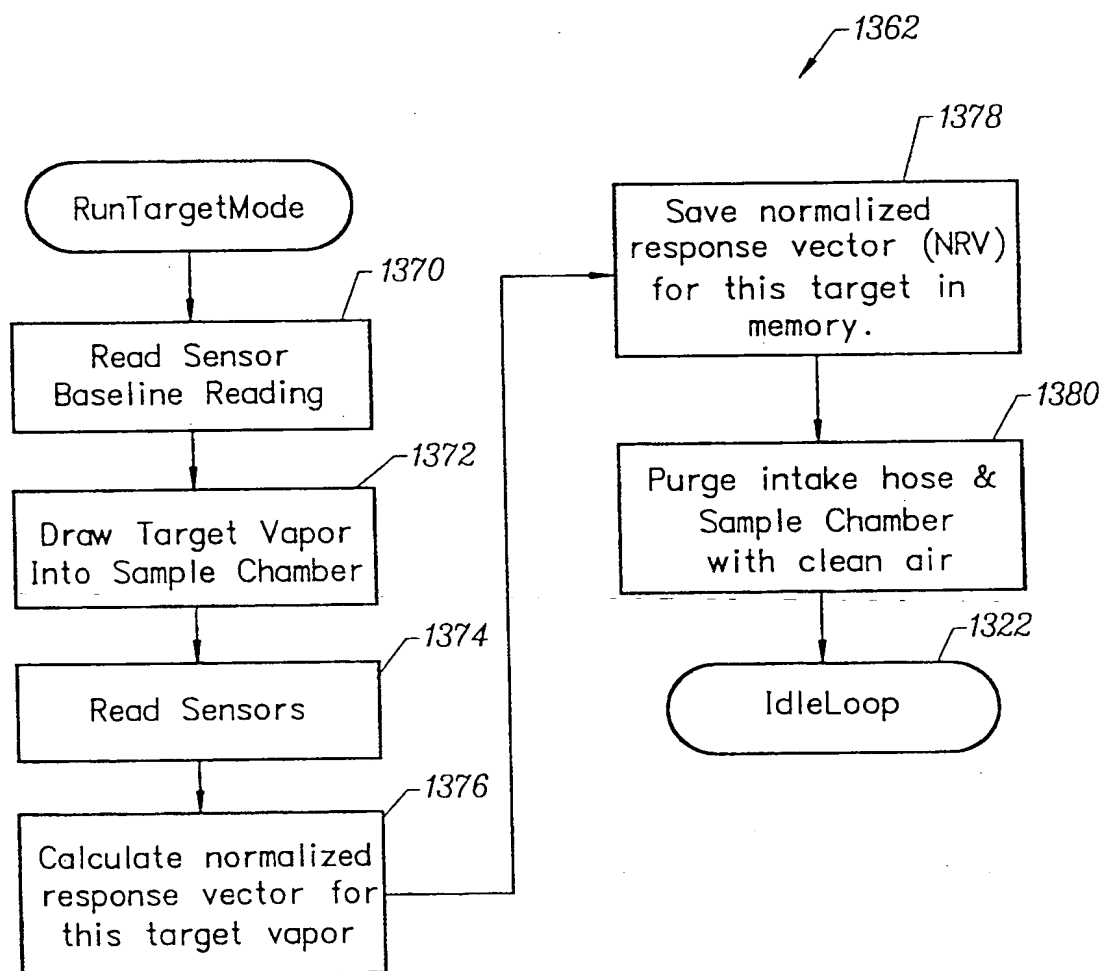 RunTargetMode
1370
Read Sensor
Baseline Reading
1372
Draw Target Vapor
Into Sample Chamber
1374
Read Sensors
1376
Calculate normalized
response vector for
this target vapor
1362
1378
Save normalized
response vector (NRV)
for this target in
memory.
1380
Purge intake hose &
Sample Chamber
with clean air
1322
IdleLoop